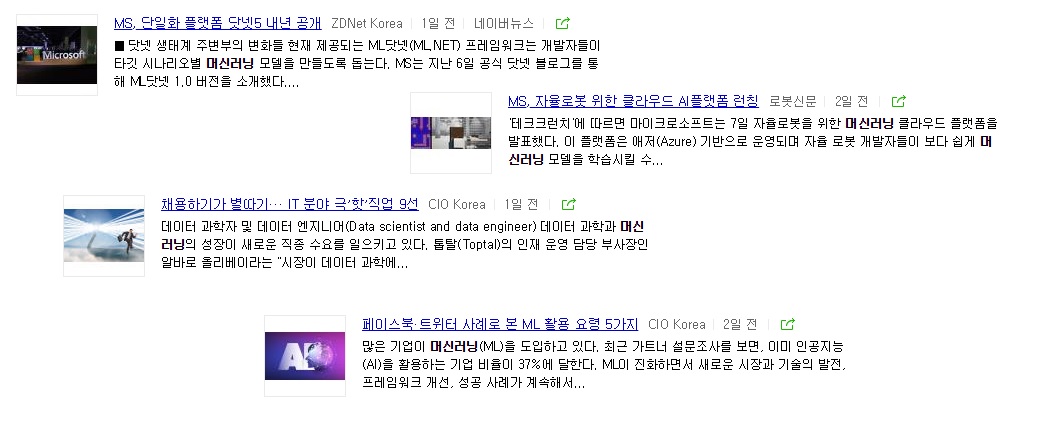 MS, 단일화 플랫폼 닷넷5 내년 공개 ZDNet Korea 1일 전 네이버뉴스
■ 닷넷 생태계 주변부의 변화들 현재 제공되는 ML닷넷(ML.NET) 프레임워크는 개발자들이
타깃 시나리오별 머신러닝 모델을 만들도록 돕는다. MS는 지난 6일 공식 닷넷 블로그를 통
해 ML닷넷 1.0 버전을 소개했다....
Microsoft
MS, 자율로봇 위한 클라우드 AI플랫폼 런칭 로봇신문 2일 전
'테크크런치'에 따르면 마이크로소프트는 7일 자율로봇을 위한 머신러닝 클라우드 플랫폼을
발표했다. 이 플랫폼은 애저(Azure) 기반으로 운영되며 자율 로봇 개발자들이 보다 쉽게 머
신러닝 모델을 학습시킬 수...
채용하기가 별따기… IT 분야 극'핫'직업 9선 CIO Korea 1일 전
데이터 과학자 및 데이터 엔지니어(Data scientist and data engineer) 데이터 과학과 머신
러닝의 성장이 새로운 직종 수요를 일으키고 있다. 톱탈(Toptal)의 인재 운영 담당 부사장인
알바로 올리베이라는 "시장이 데이터 과학에...
페이스북·트위터 사례로 본 ML 활용 요령 5가지 CIO Korea 2일 전
많은 기업이 머신러닝(ML)을 도입하고 있다. 최근 가트너 설문조사를 보면, 이미 인공지능
(AI)을 활용하는 기업 비율이 37%에 달한다. ML이 진화하면서 새로운 시장과 기술의 발전,
프레임워크 개선, 성공 사례가 계속해서...
AI